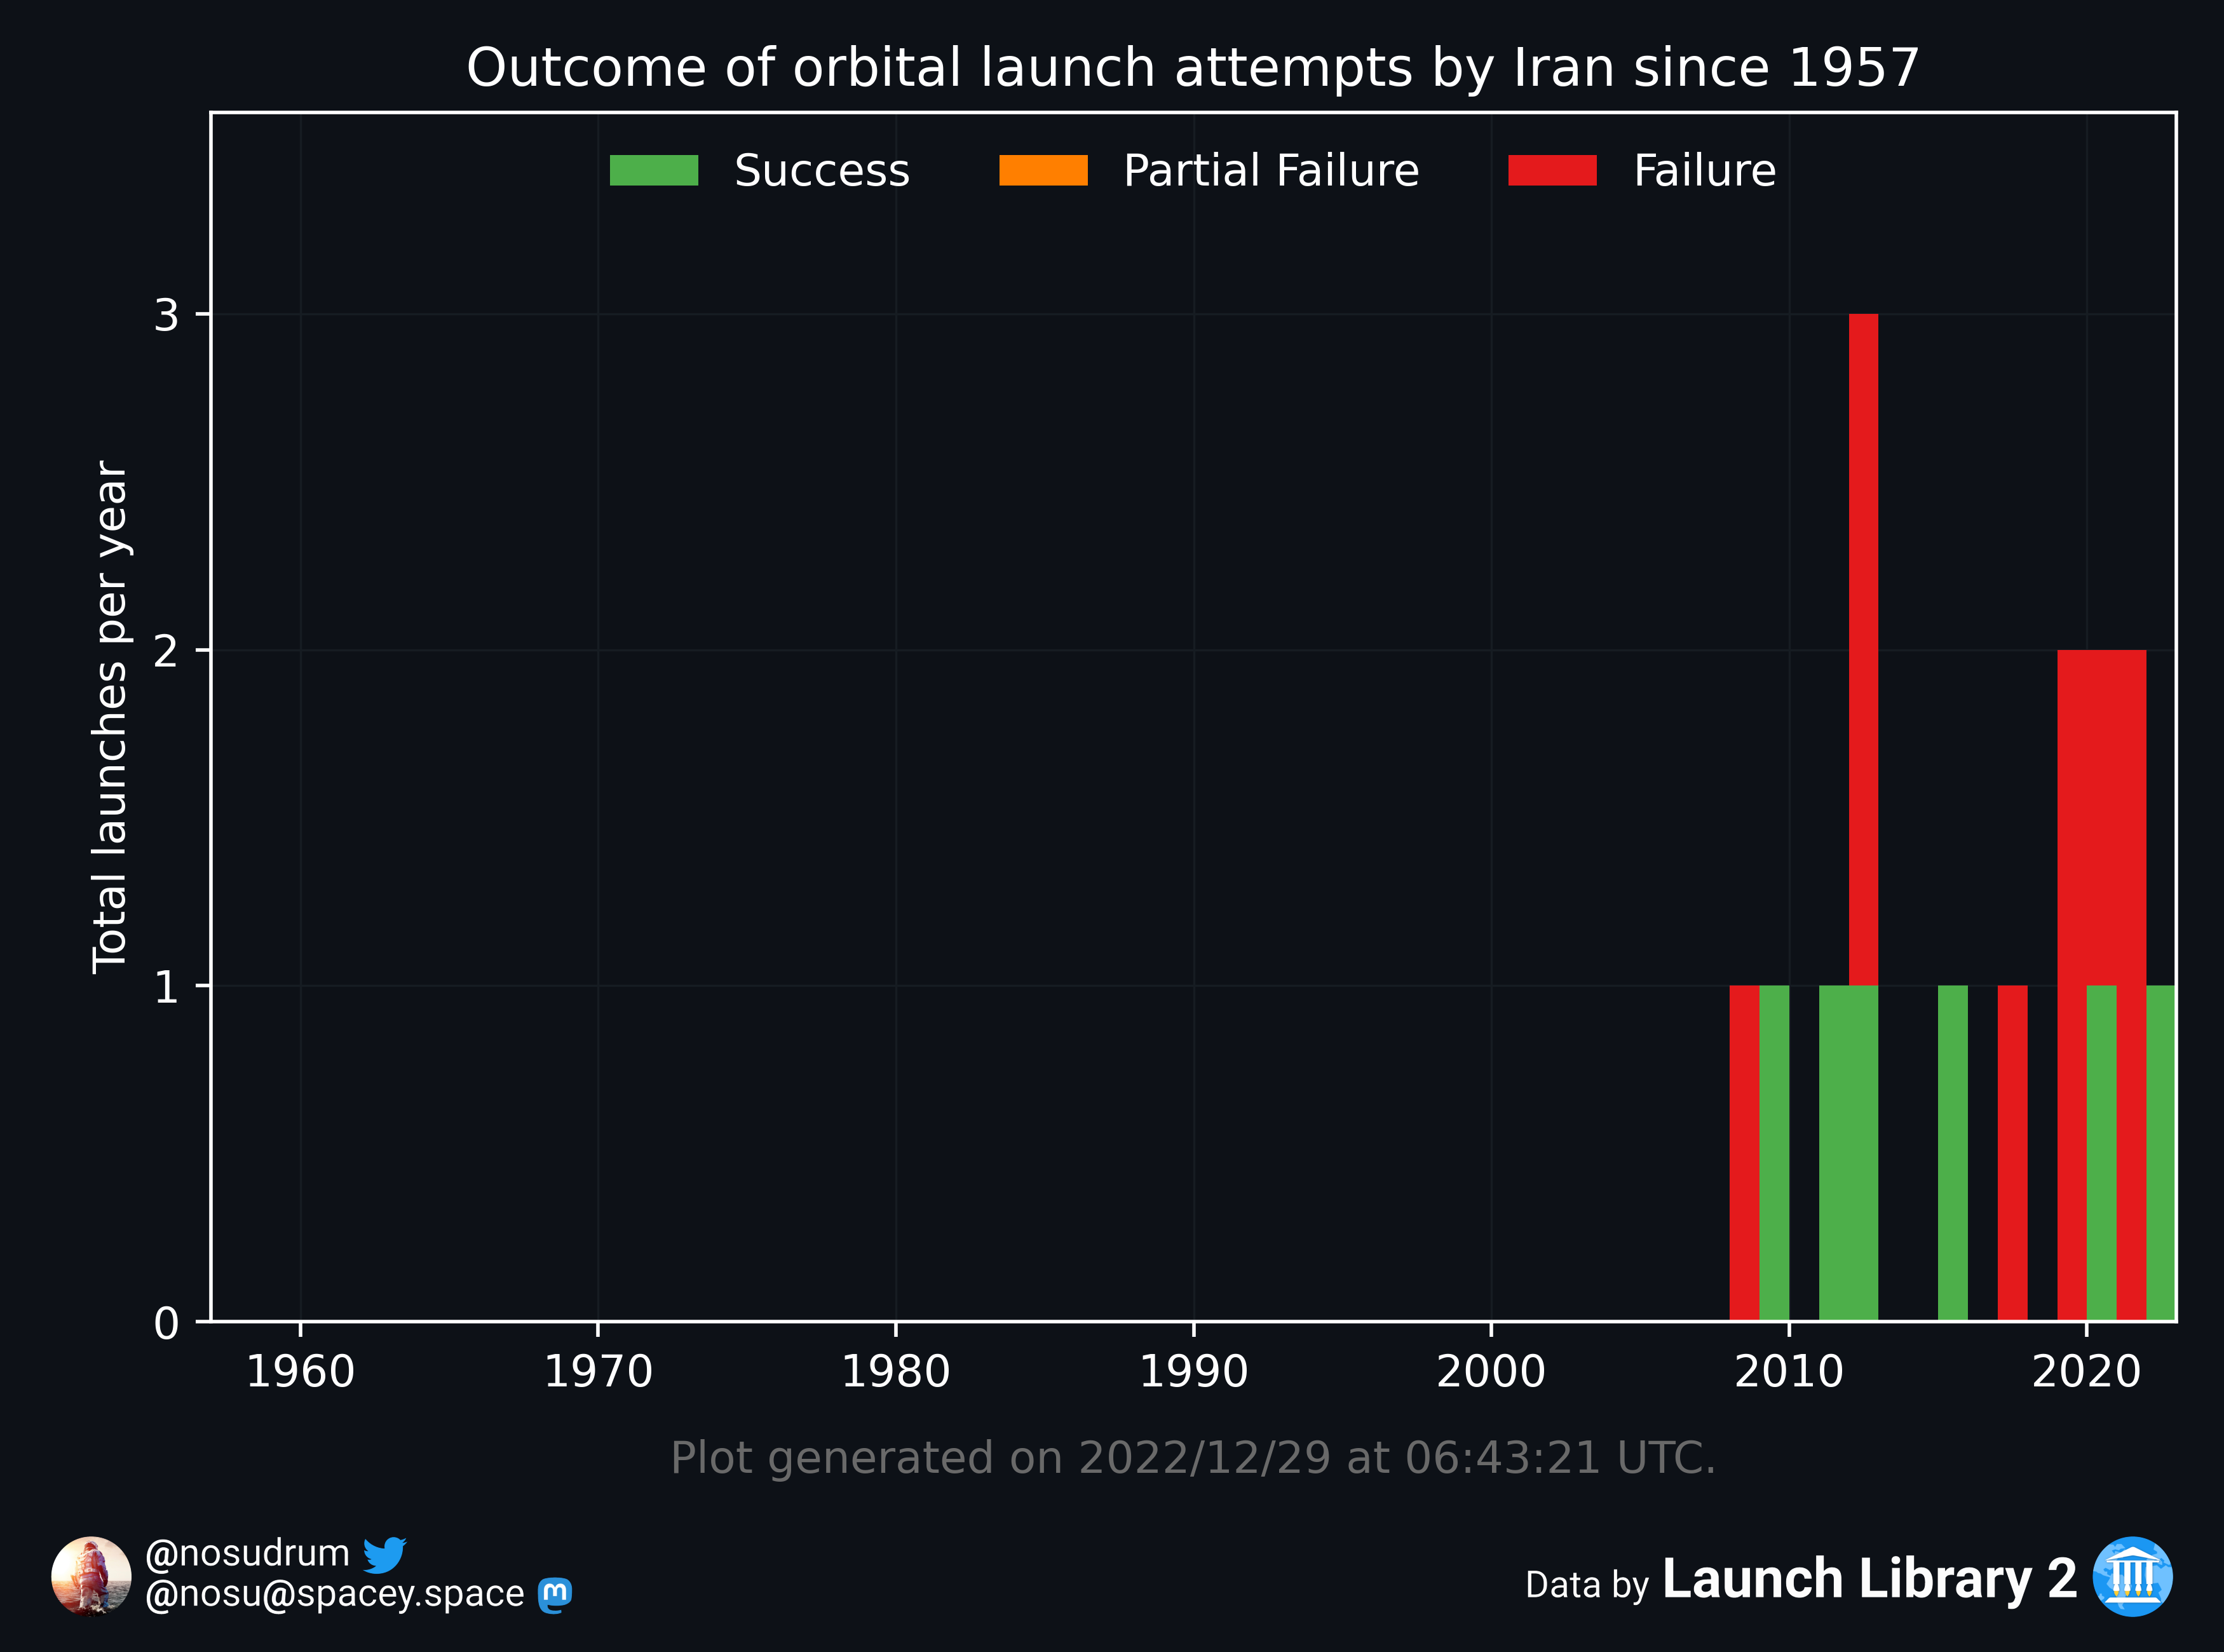 Outcome of orbital launch attempts by Iran since 1957
Success Partial Failure Failure
Total launches per year
3
2
1
0
1960 1970 1980 1990 2000 2010 2020
Plot generated on 2022/12/29 at 06:43:21 UTC.
@nosudrum
@nosu@spacey.space
Data by Launch Library 2